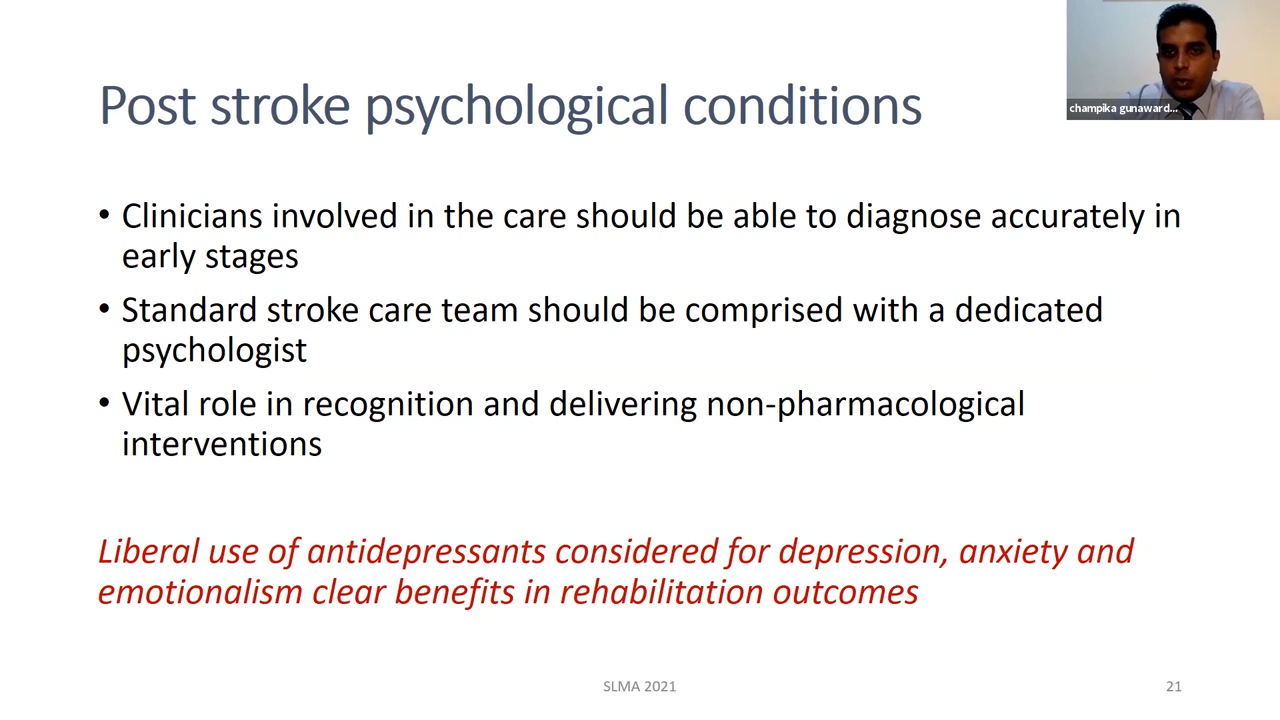 Post stroke psychological conditions
champika gunaward...
• Clinicians involved in the care should be able to diagnose accurately in
early stages
• Standard stroke care team should be comprised with a dedicated
psychologist
• Vital role in recognition and delivering non-pharmacological
interventions
Liberal use of antidepressants considered for depression, anxiety and
emotionalism clear benefits in rehabilitation outcomes
SLMA 2021
21